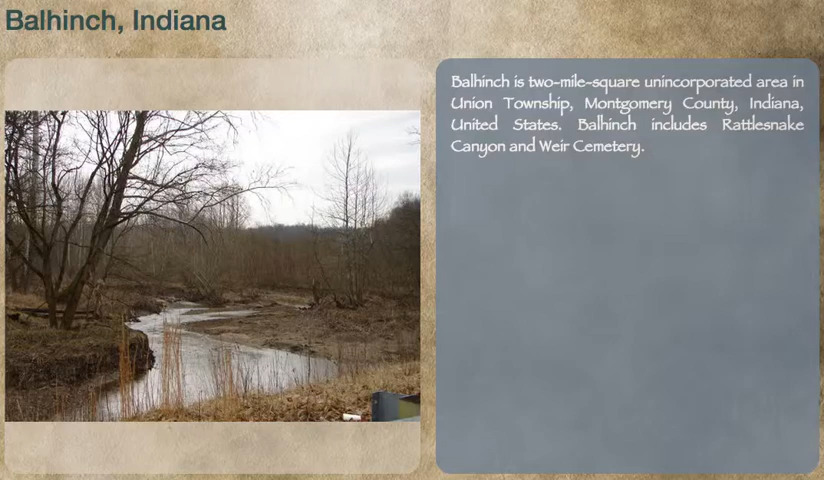 Balhinch, Indiana
Balhinch is two-mile-square unincorporated area in
Union Township, Montgomery County, Indiana,
United States. Balhinch includes Rattlesnake
Canyon and Weir Cemetery.